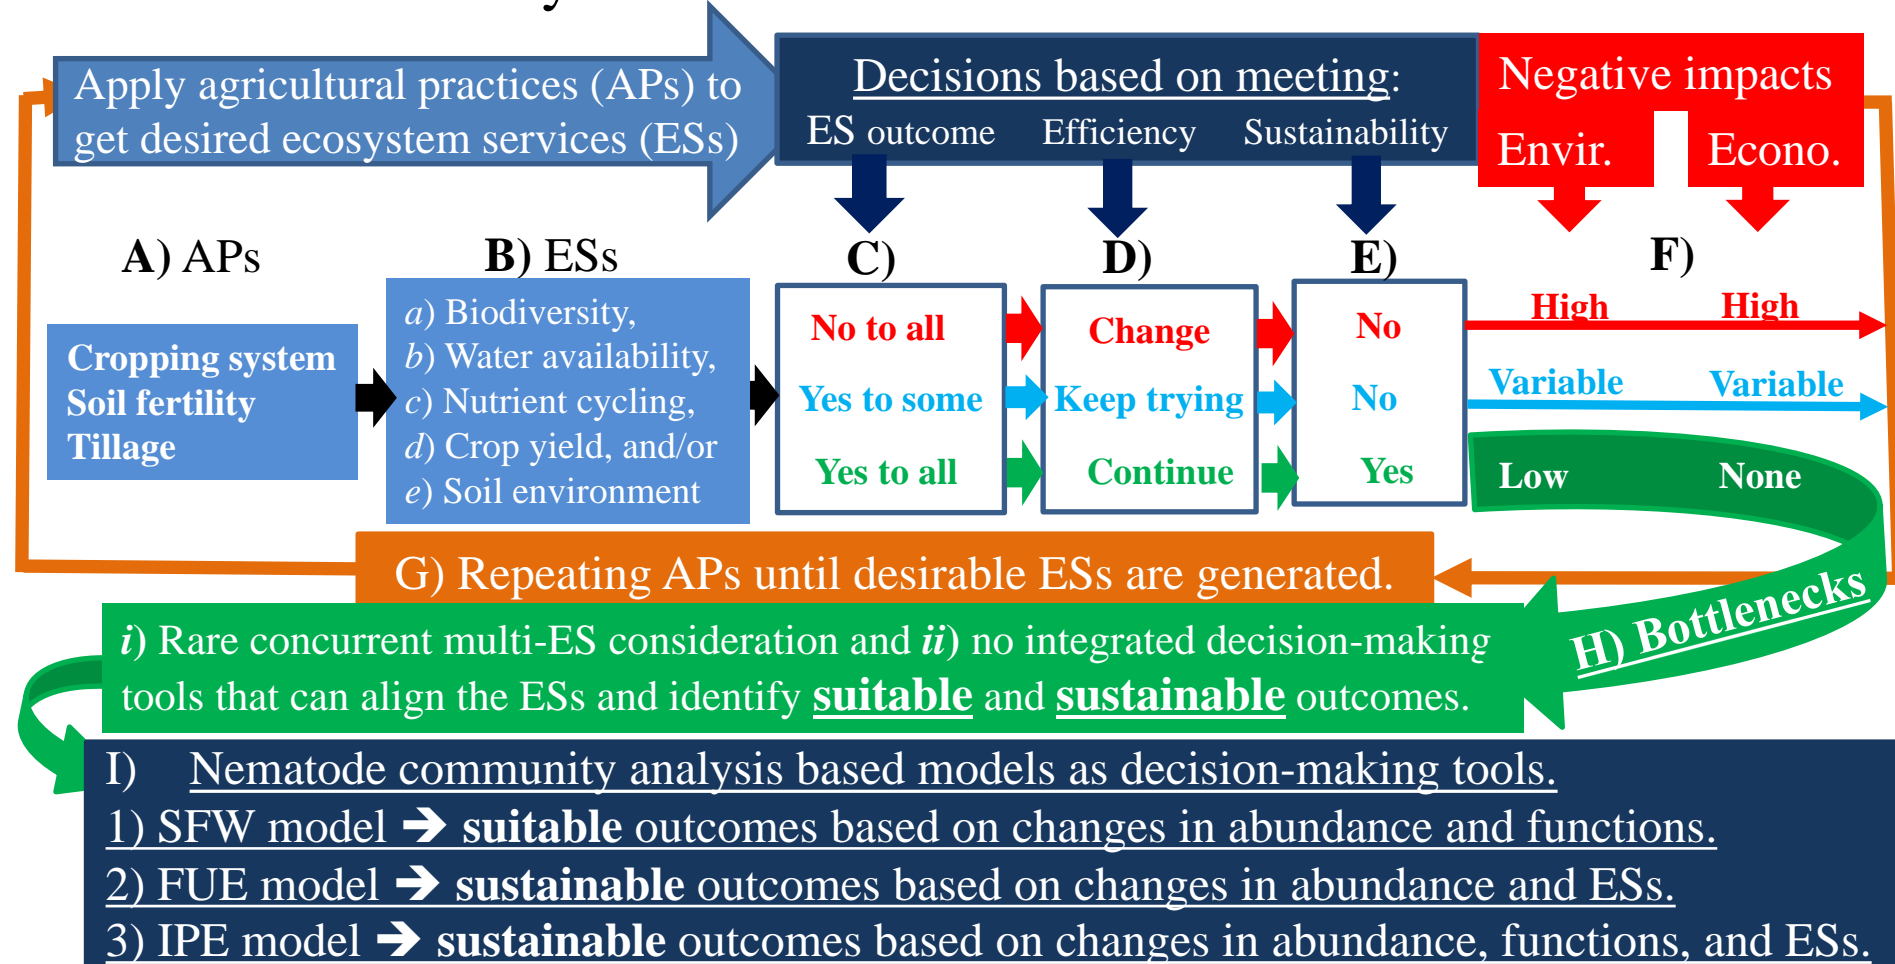 Apply agricultural practices (APs) to
get desired ecosystem services (ESs)
Decisions based on meeting:
ES outcome Efficiency Sustainability
Negative impacts
Envir. Econo.
A) APs
B) ESs
C)
D)
E)
F)
Cropping system
Soil fertility
Tillage
a) Biodiversity,
b) Water availability,
c) Nutrient cycling,
d) Crop yield, and/or
e) Soil environment
No to all Change No High High
Yes to some Keep trying No Variable Variable
Yes to all Continue Yes Low None
G) Repeating APs until desirable ESs are generated.
H) Bottlenecks
i) Rare concurrent multi-ES consideration and ii) no integrated decision-making
tools that can align the ESs and identify suitable and sustainable outcomes.
I) Nematode community analysis based models as decision-making tools.
1) SFW model ➔ suitable outcomes based on changes in abundance and functions.
2) FUE model ➔ sustainable outcomes based on changes in abundance and ESs.
3) IPE model ➔ sustainable outcomes based on changes in abundance, functions, and ESs.